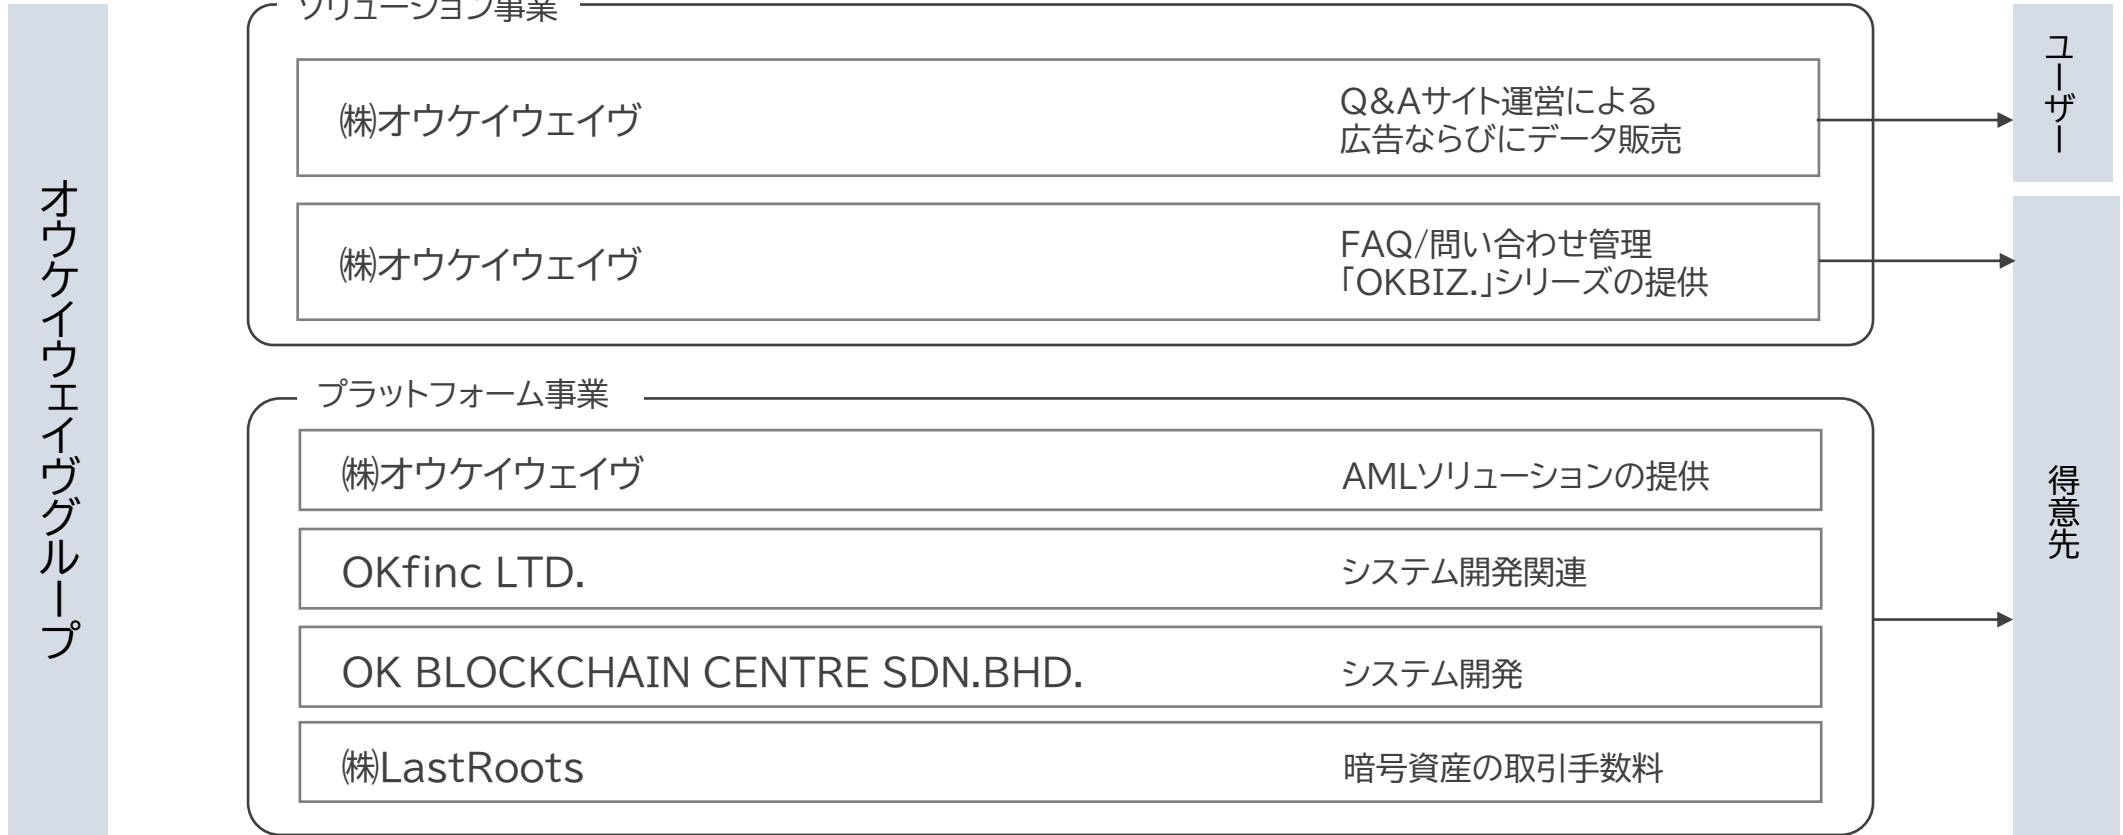 オウケイウェイヴグループ
ソリューション事業
㈱オウケイウェイヴ
Q&Aサイト運営による
広告ならびにデータ販売
ユーザー
㈱オウケイウェイヴ
FAQ/問い合わせ管理
「OKBIZ.」シリーズの提供
プラットフォーム事業
㈱オウケイウェイヴ
AMLソリューションの提供
OKfinc LTD.
システム開発関連
OK BLOCKCHAIN CENTRE SDN.BHD.
システム開発
㈱LastRoots
暗号資産の取引手数料
得意先